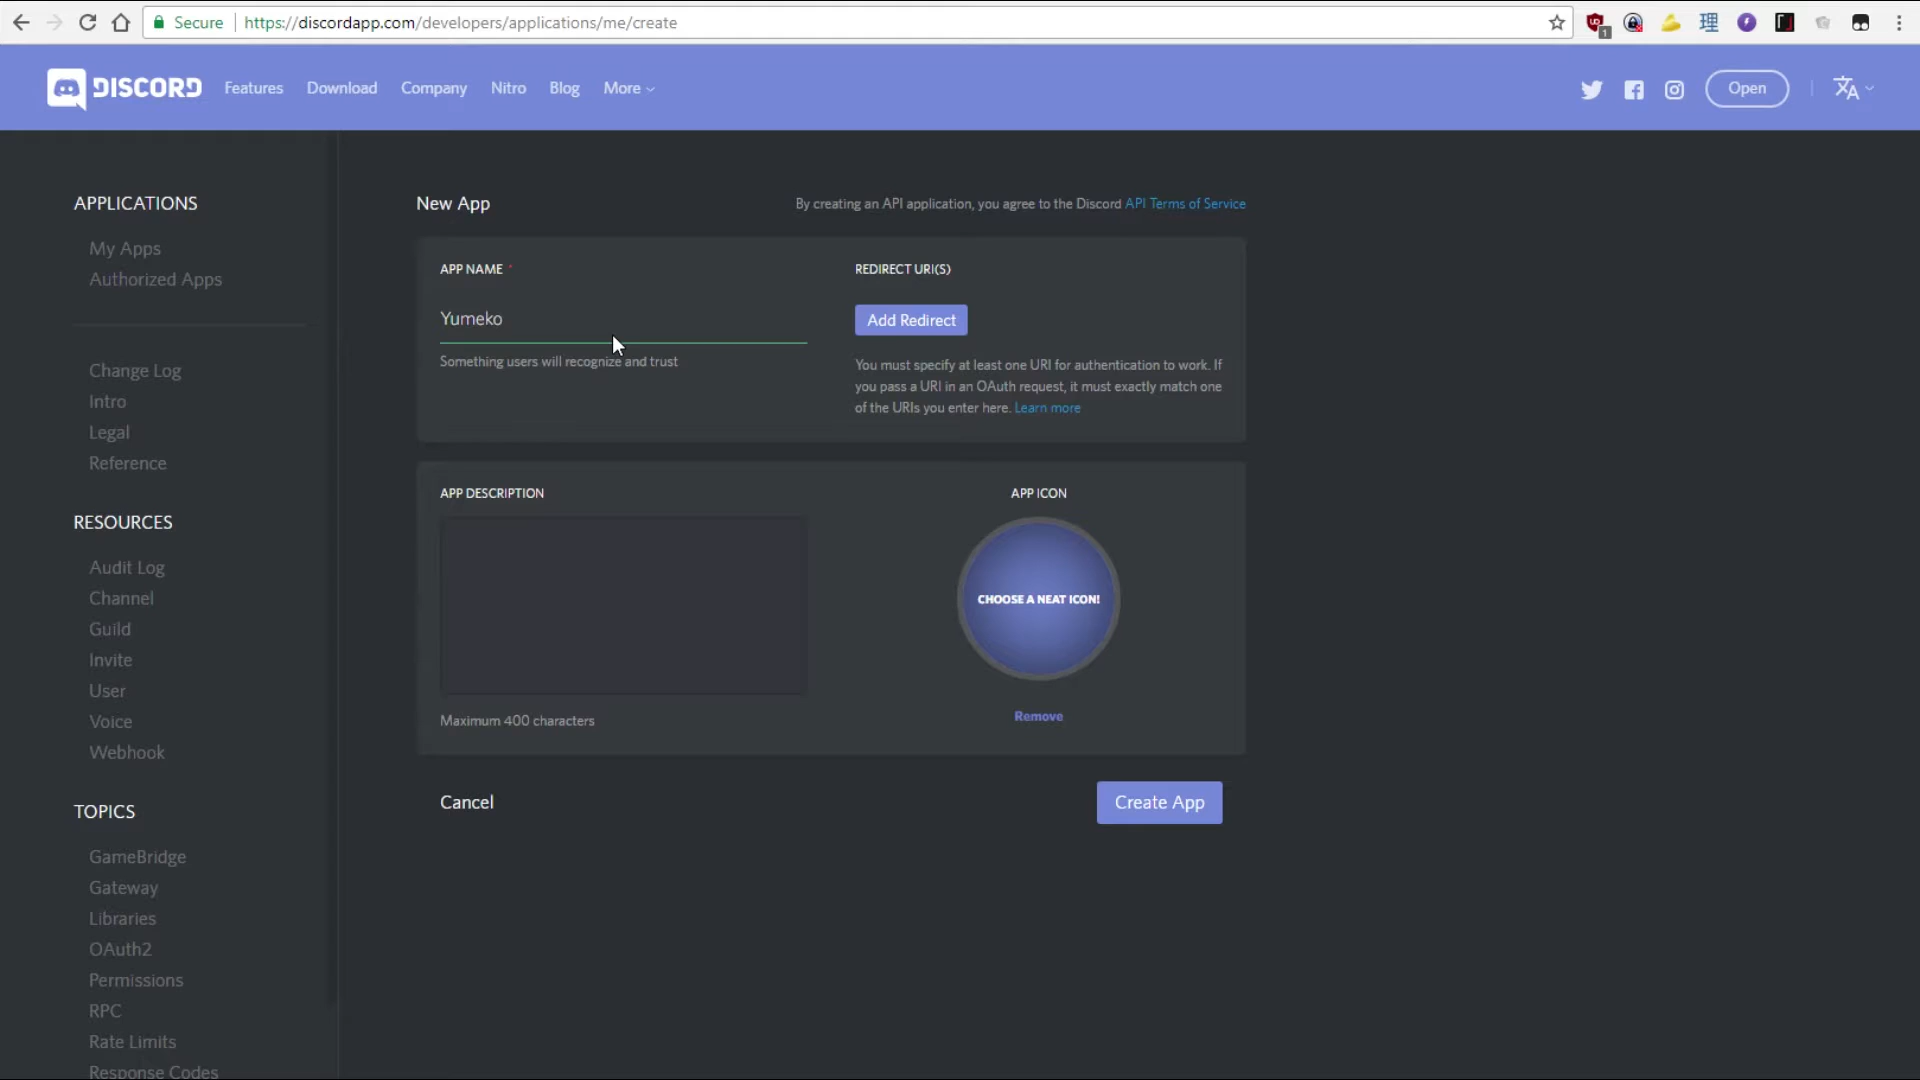 Secure https://discordapp.com/developers/applications/me/create
1
DISCORD Features Download Company Nitro Blog More Open
APPLICATIONS
My Apps
Authorized Apps
Change Log
Intro
Legal
Reference
RESOURCES
Audit Log
Channel
Guild
Invite
User
Voice
Webhook
TOPICS
GameBridge
Gateway
Libraries
OAuth2
Permissions
RPC
Rate Limits
Response Codes
New App
By creating an API application, you agree to the Discord API Terms of Service
APP NAME *
Yumeko
Something users will recognize and trust
REDIRECT URI(S)
Add Redirect
You must specify at least one URI for authentication to work. If
you pass a URI in an OAuth request, it must exactly match one
of the URIs you enter here. Learn more
APP DESCRIPTION
Maximum 400 characters
APP ICON
CHOOSE A NEAT ICON!
Remove
Cancel
Create App